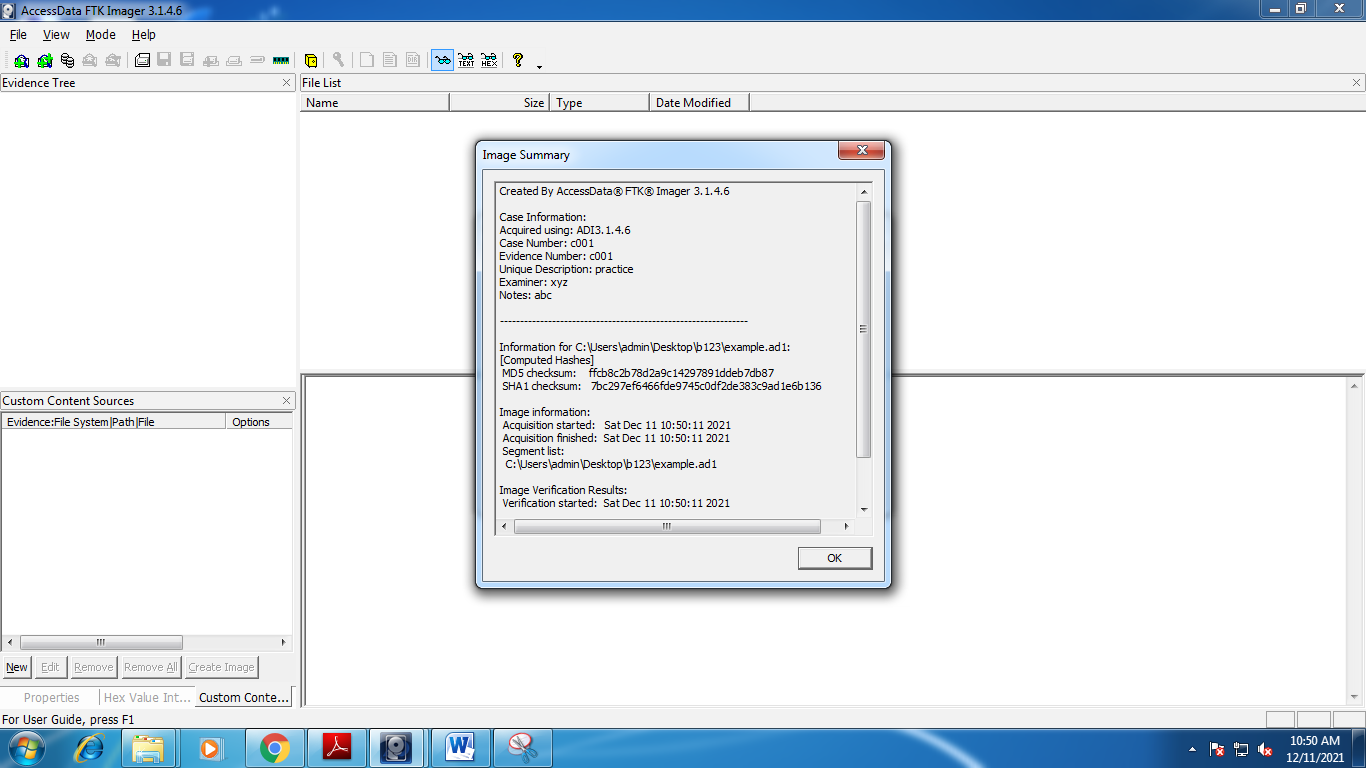 AccessData FTK Imager 3.1.4.6
File View Mode Help
TEXT HEX
Evidence Tree
File List
Name Size Type Date Modified
Custom Content Sources
Evidence:File System|Path|File Options
New Edit Remove Remove All Create Image
Properties Hex Value Int... Custom Conte...
Image Summary
Created By AccessData® FTK® Imager 3.1.4.6
Case Information:
Acquired using: ADI3.1.4.6
Case Number: c001
Evidence Number: c001
Unique Description: practice
Examiner: xyz
Notes: abc
--------------------------------------------------------------
Information for C:\Users\admin\Desktop\b123\example.ad1:
[Computed Hashes]
MD5 checksum: ffcb8c2b78d2a9c14297891ddeb7db87
SHA1 checksum: 7bc297ef6466fde9745c0df2de383c9ad1e6b136
Image information:
Acquisition started: Sat Dec 11 10:50:11 2021
Acquisition finished: Sat Dec 11 10:50:11 2021
Segment list:
C:\Users\admin\Desktop\b123\example.ad1
Image Verification Results:
Verification started: Sat Dec 11 10:50:11 2021
OK
For User Guide, press F1
10:50 AM
12/11/2021